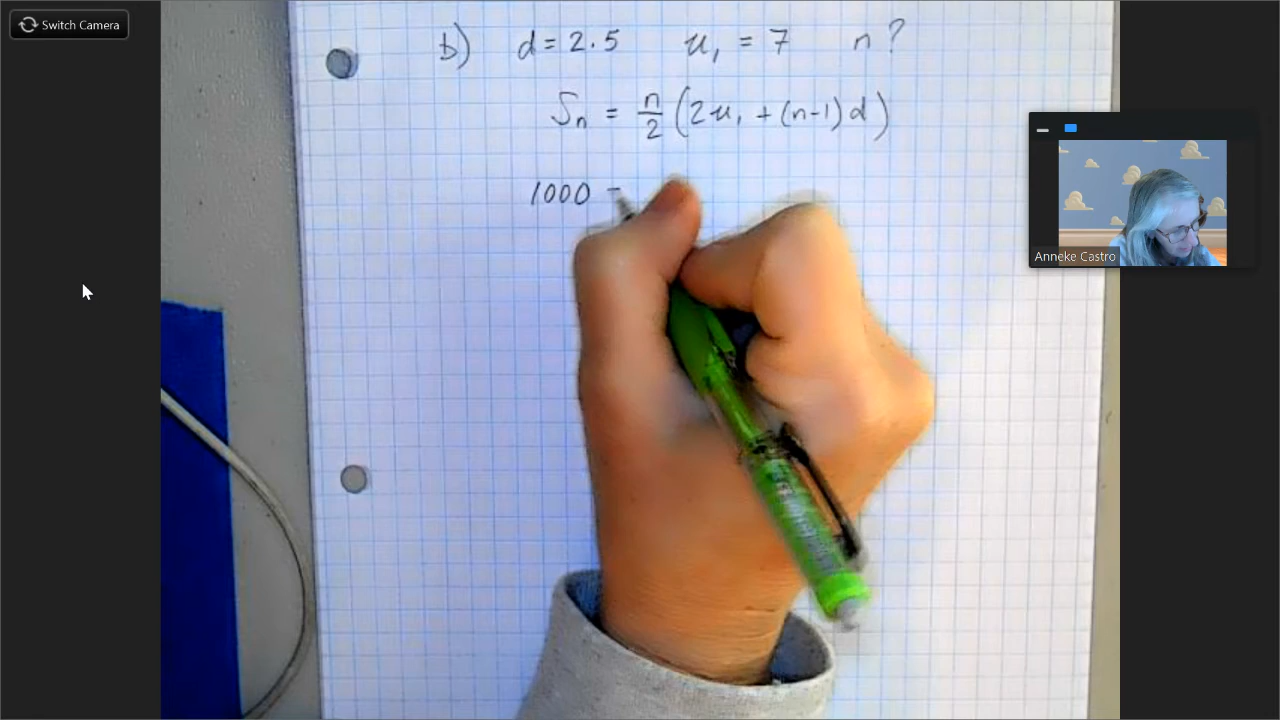 Switch Camera
b) d = 2.5 u₁ = 7 n ?
Sₙ = n/2 (2u₁ + (n-1) d)
1000 =
Anneke Castro